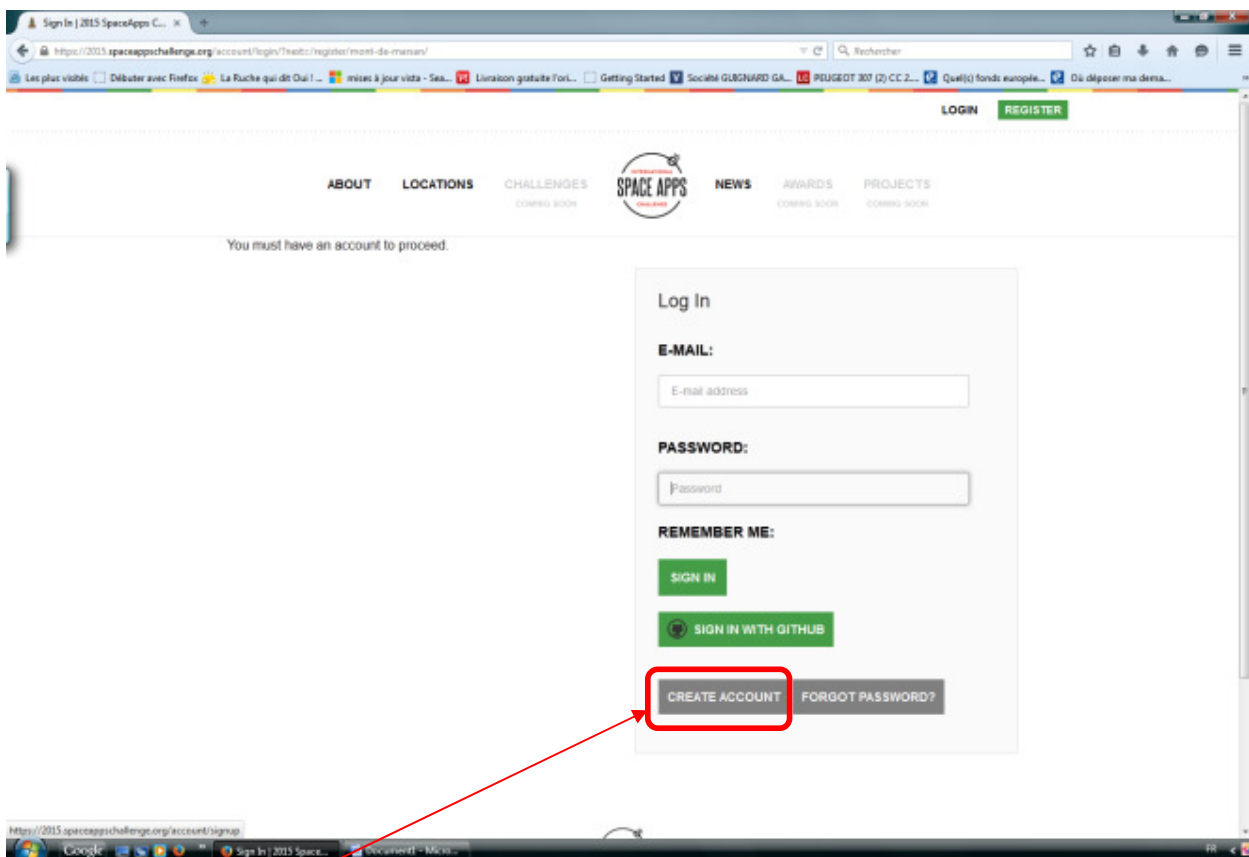 Sign In | 2015 SpaceApps C...
https://2015.spaceappschallenge.org/account/login/?next=/register/mont-de-marsan/
Rechercher
Les plus visités Débuter avec Firefox La Ruche qui dit Oui ! ... mises à jour vista - Sea... Livraison gratuite l'ori... Getting Started Société GUIGNARD GA... PEUGEOT 307 (2) CC 2.... Quel(s) fonds europée... Où déposer ma dema...
LOGIN REGISTER
ABOUT LOCATIONS CHALLENGES INTERNATIONAL SPACE APPS CHALLENGE NEWS AWARDS PROJECTS
COMING SOON COMING SOON COMING SOON
You must have an account to proceed.
Log In
E-MAIL:
E-mail address
PASSWORD:
Password
REMEMBER ME:
SIGN IN
SIGN IN WITH GITHUB
CREATE ACCOUNT FORGOT PASSWORD?
https://2015.spaceappschallenge.org/account/signup
Google Sign In | 2015 Space... Document1 - Micro... FR